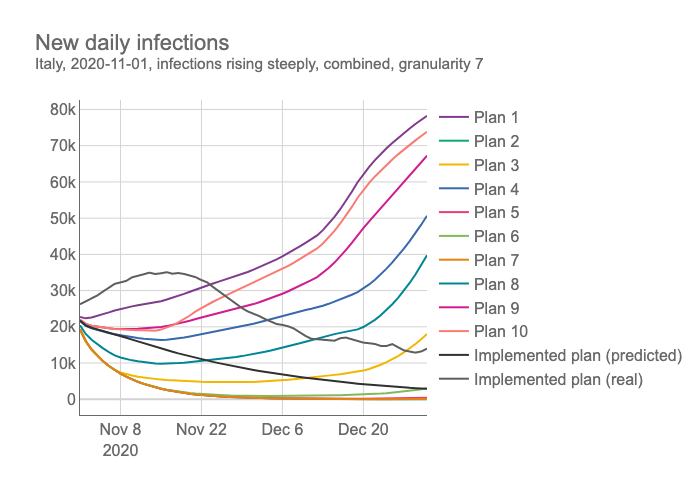 New daily infections
Italy, 2020-11-01, infections rising steeply, combined, granularity 7
80k
70k
60k
50k
40k
30k
20k
10k
0
Nov 8
2020
Nov 22
Dec 6
Dec 20
Plan 1
Plan 2
Plan 3
Plan 4
Plan 5
Plan 6
Plan 7
Plan 8
Plan 9
Plan 10
Implemented plan (predicted)
Implemented plan (real)